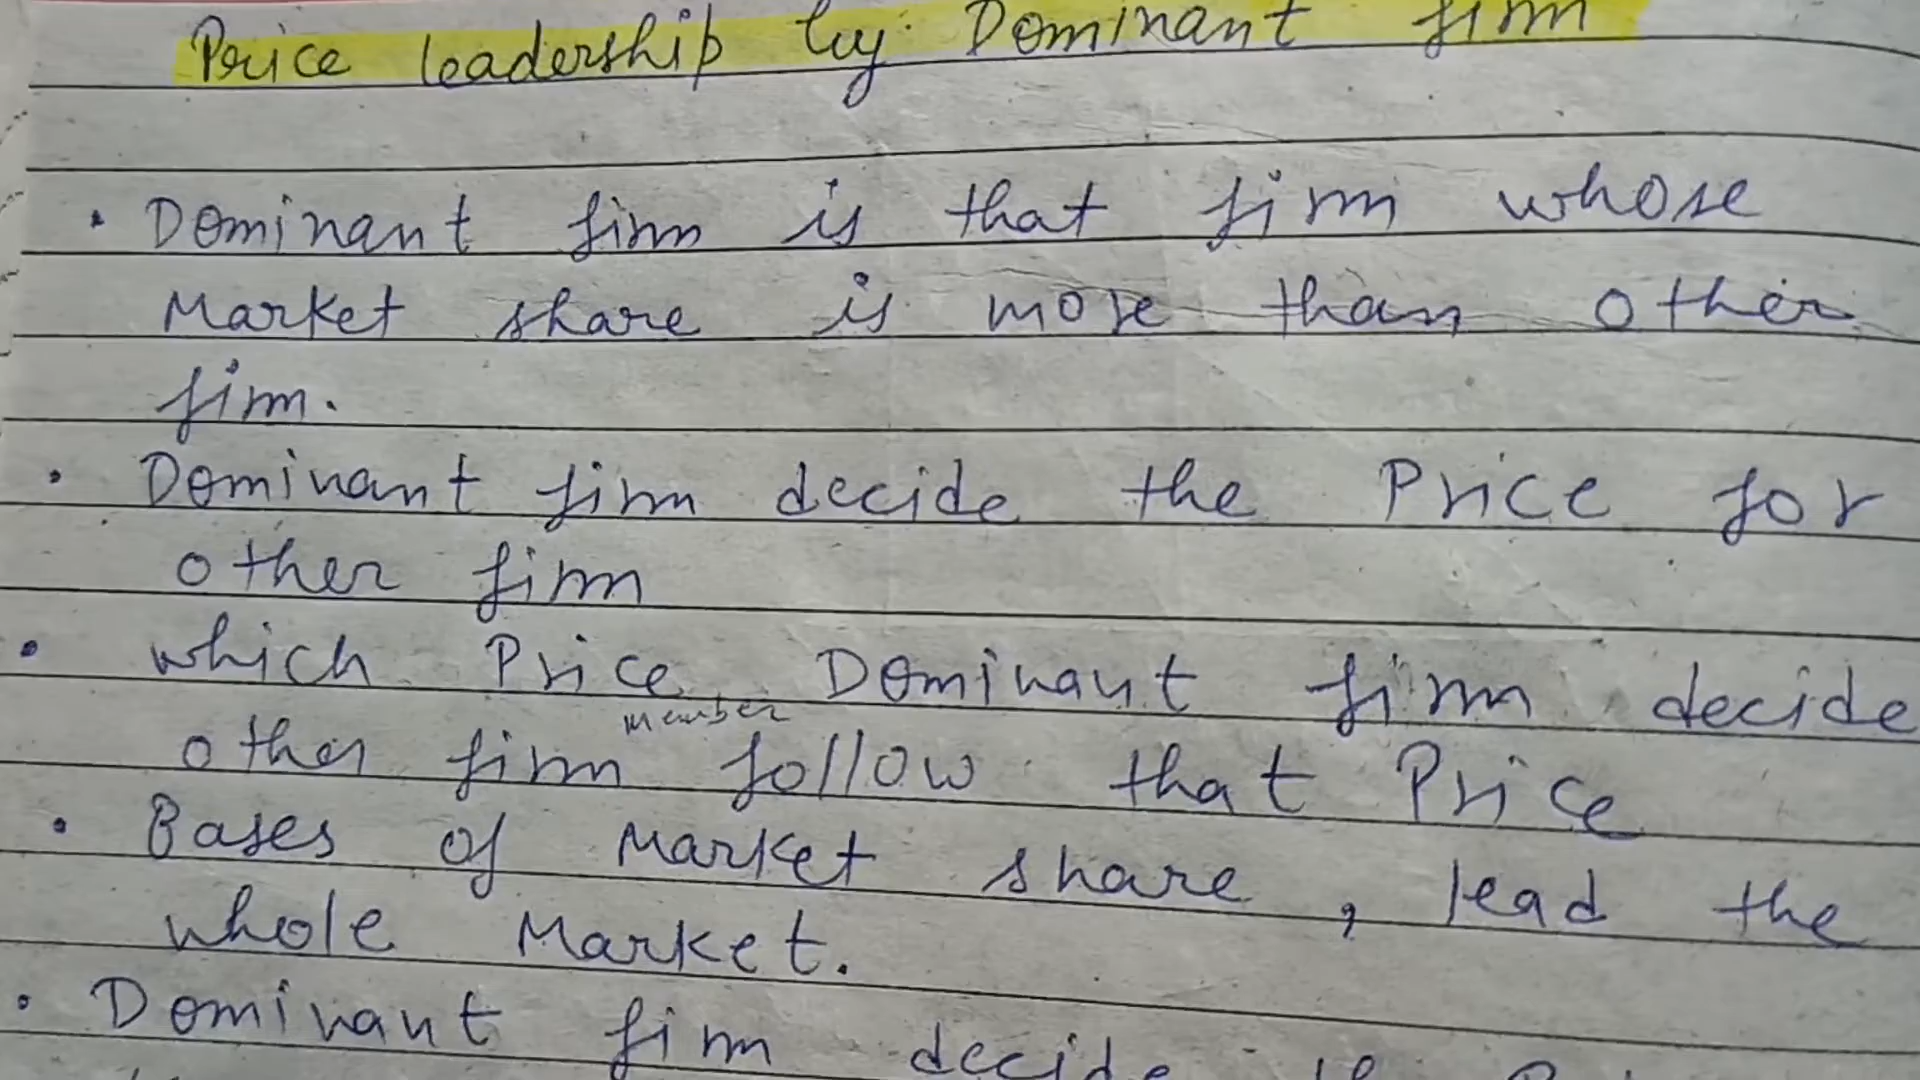 Price leadership by Dominant firm
• Dominant firm is that firm whose
Market share is more than other
firm.
• Dominant firm decide the Price for
other firm
• which Price Dominant firm decide
member
other firm follow that Price
• Bases of Market share, lead the
whole Market.
• Dominant firm decide